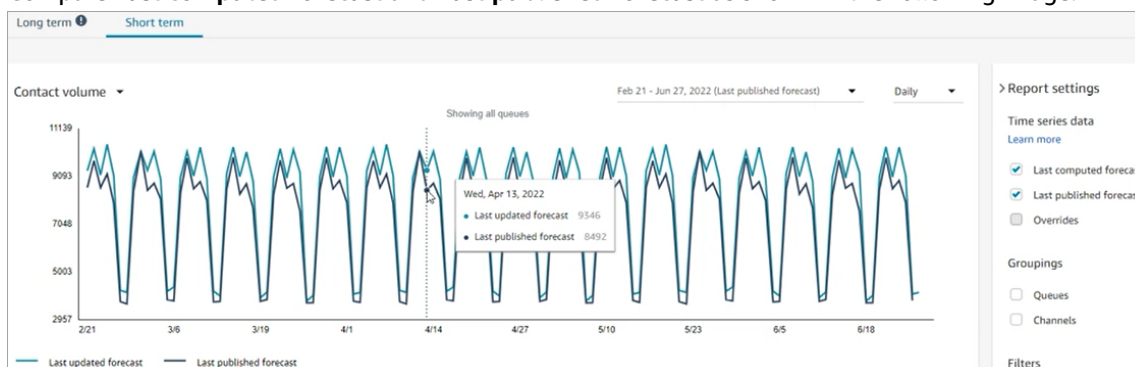 Long term
Short term
Contact volume
Feb 21 - Jun 27, 2022 (Last published forecast)
Daily
Showing all queues
11139
9093
7048
5003
2957
2/21 3/6 3/19 4/1 4/14 4/27 5/10 5/23 6/5 6/18
Wed, Apr 13, 2022
Last updated forecast 9346
Last published forecast 8492
Last updated forecast Last published forecast
Report settings
Time series data
Learn more
Last computed foreca
Last published forecas
Overrides
Groupings
Queues
Channels
Filters